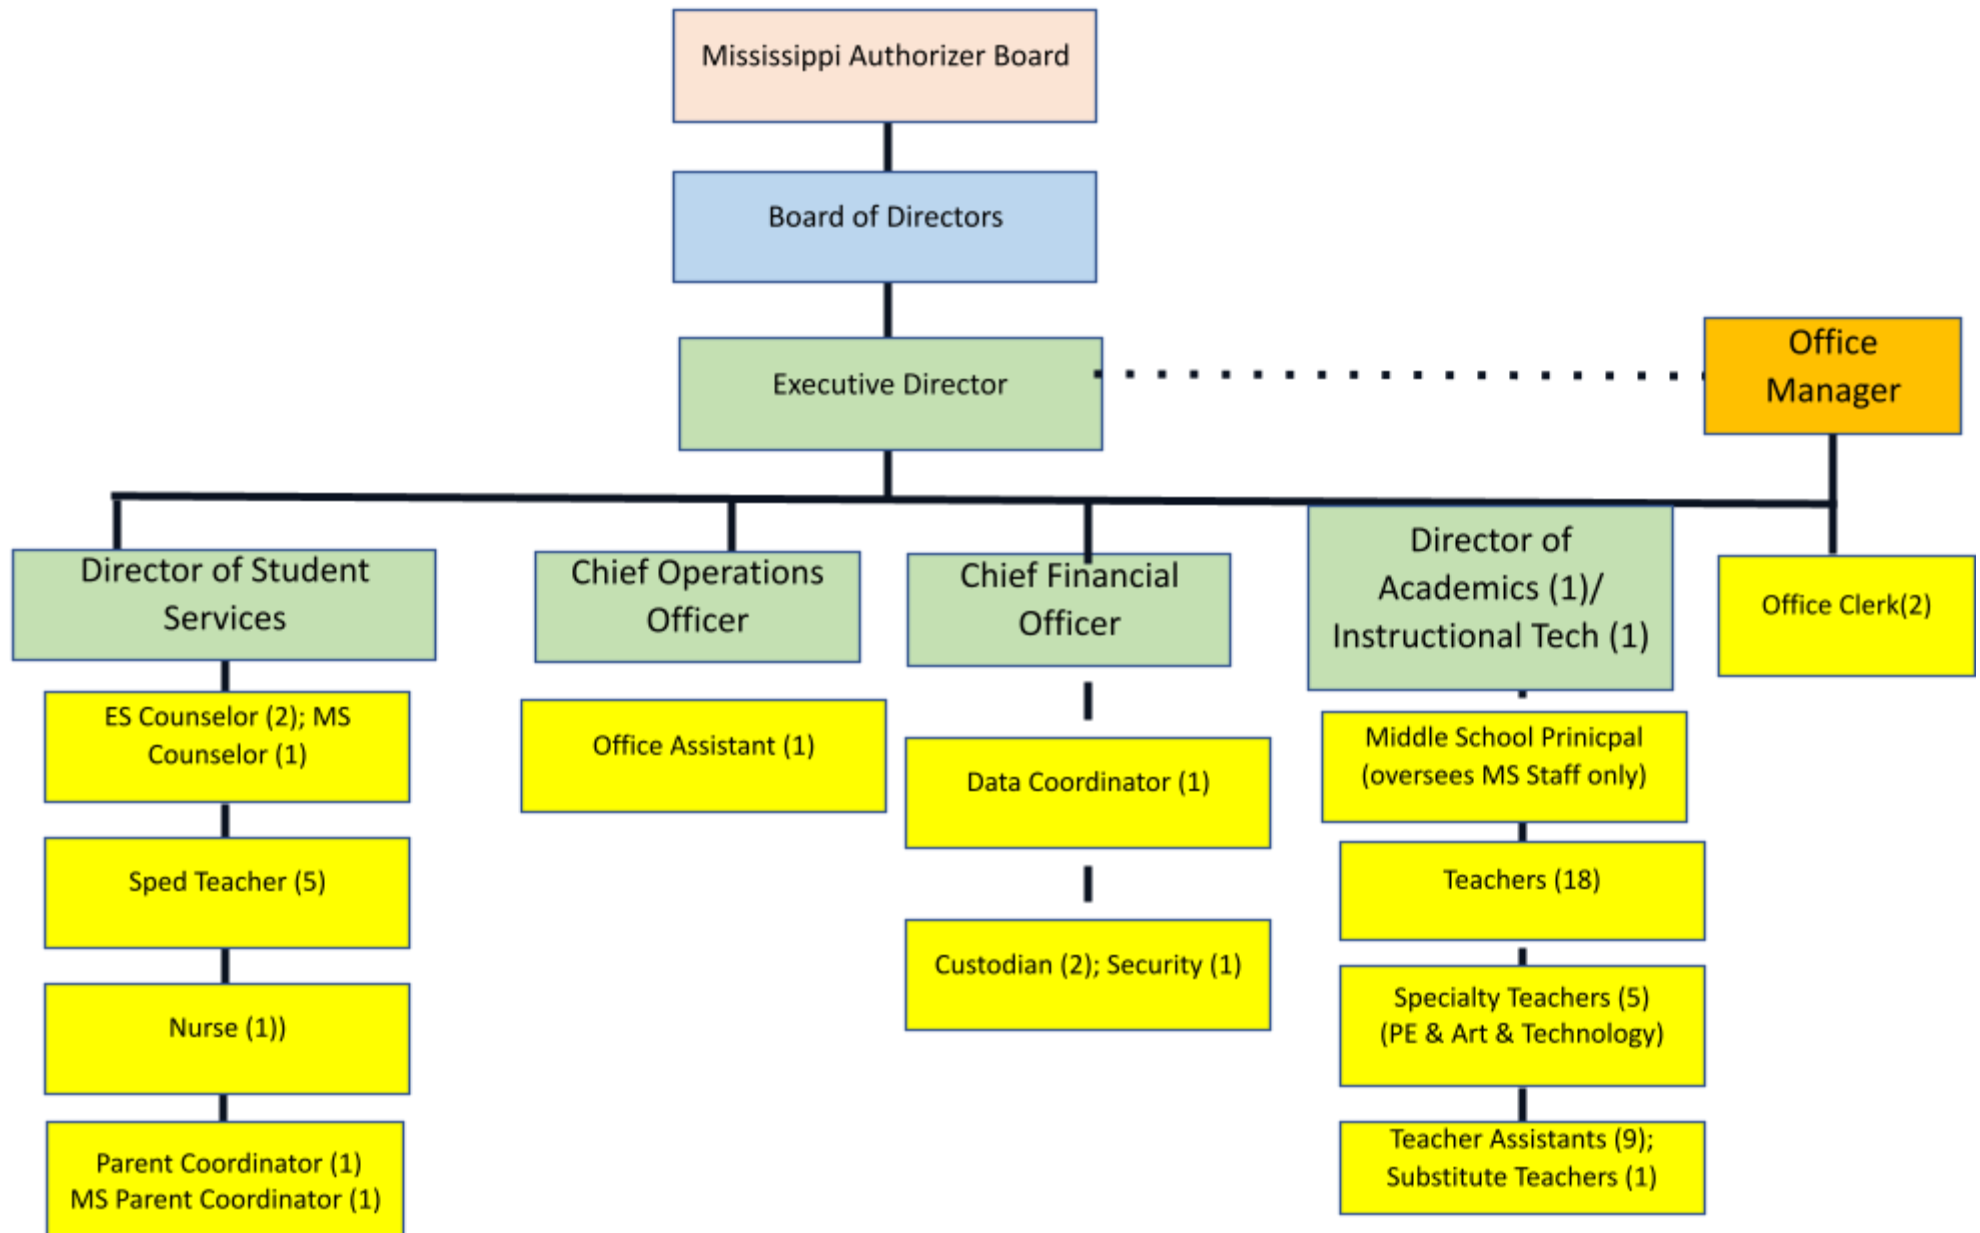 Mississippi Authorizer Board
Board of Directors
Executive Director
Office
Manager
Director of Student
Services
Chief Operations
Officer
Chief Financial
Officer
Director of
Academics (1)/
Instructional Tech (1)
Office Clerk(2)
ES Counselor (2); MS
Counselor (1)
Sped Teacher (5)
Nurse (1))
Parent Coordinator (1)
MS Parent Coordinator (1)
Office Assistant (1)
Data Coordinator (1)
Custodian (2); Security (1)
Middle School Prinicpal
(oversees MS Staff only)
Teachers (18)
Specialty Teachers (5)
(PE & Art & Technology)
Teacher Assistants (9);
Substitute Teachers (1)